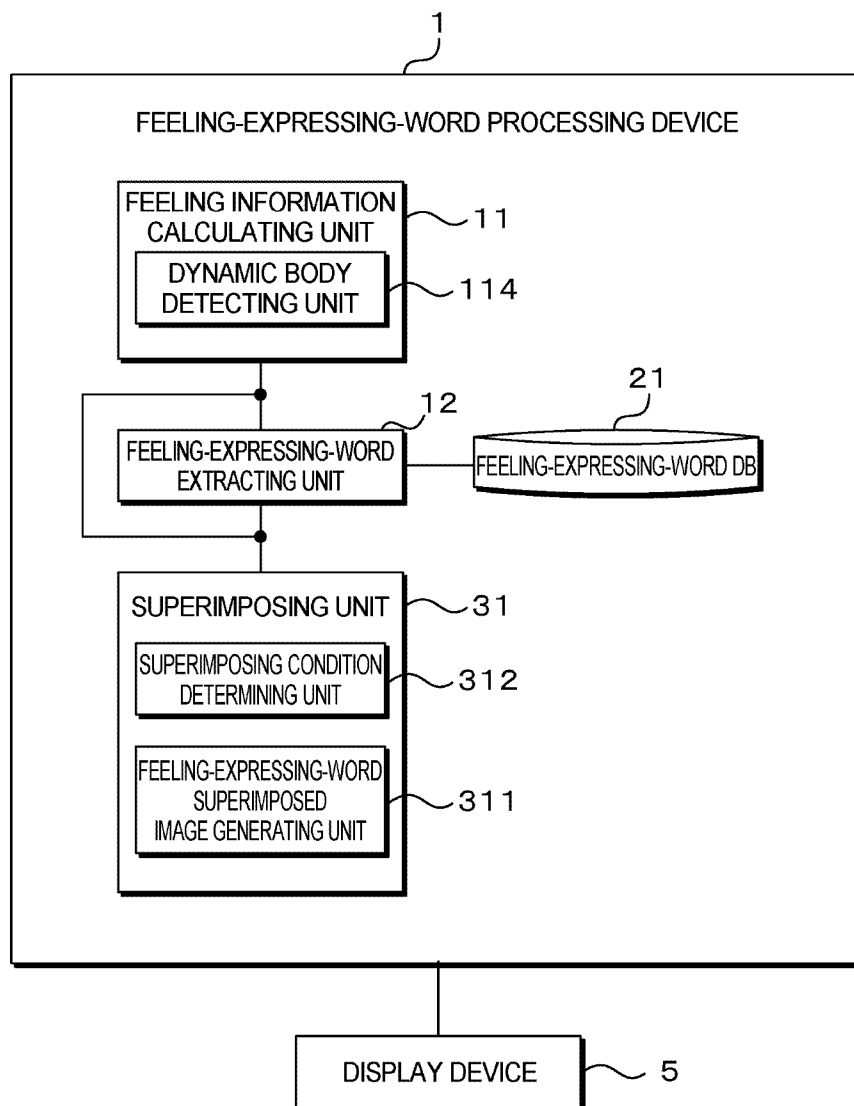 1
FEELING-EXPRESSING-WORD PROCESSING DEVICE
FEELING INFORMATION
CALCULATING UNIT
11
DYNAMIC BODY
DETECTING UNIT
114
12
FEELING-EXPRESSING-WORD
EXTRACTING UNIT
21
FEELING-EXPRESSING-WORD DB
SUPERIMPOSING UNIT
31
SUPERIMPOSING CONDITION
DETERMINING UNIT
312
FEELING-EXPRESSING-WORD
SUPERIMPOSED
IMAGE GENERATING UNIT
311
DISPLAY DEVICE
5